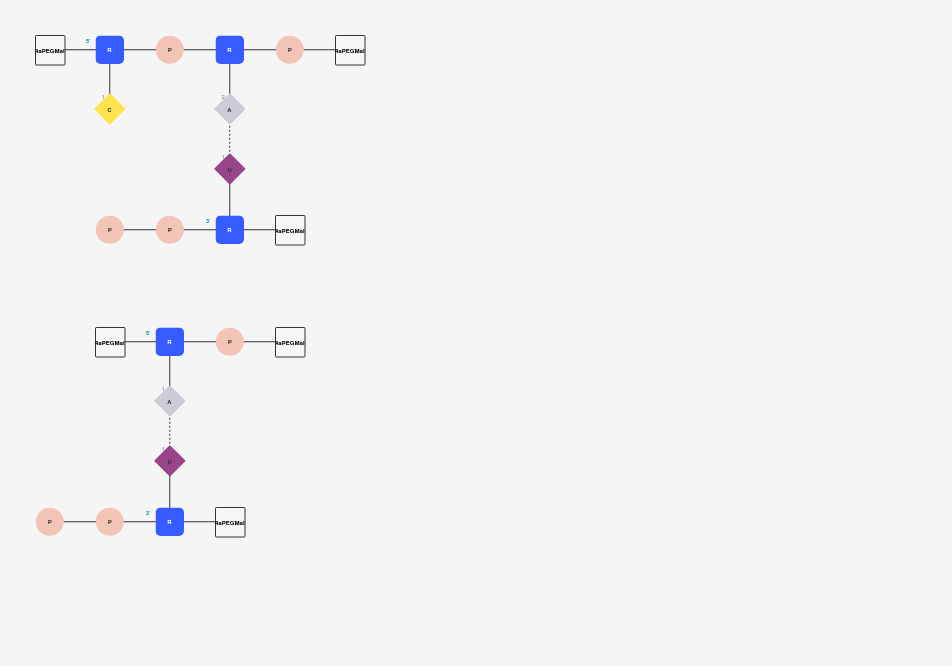 4aPEGMal 5' R P R P 4aPEGMal
1 C 2 A
1 U
P P 3' R 4aPEGMal
4aPEGMal 5' R P 4aPEGMal
1 A
1 U
P P 3' R 4aPEGMal